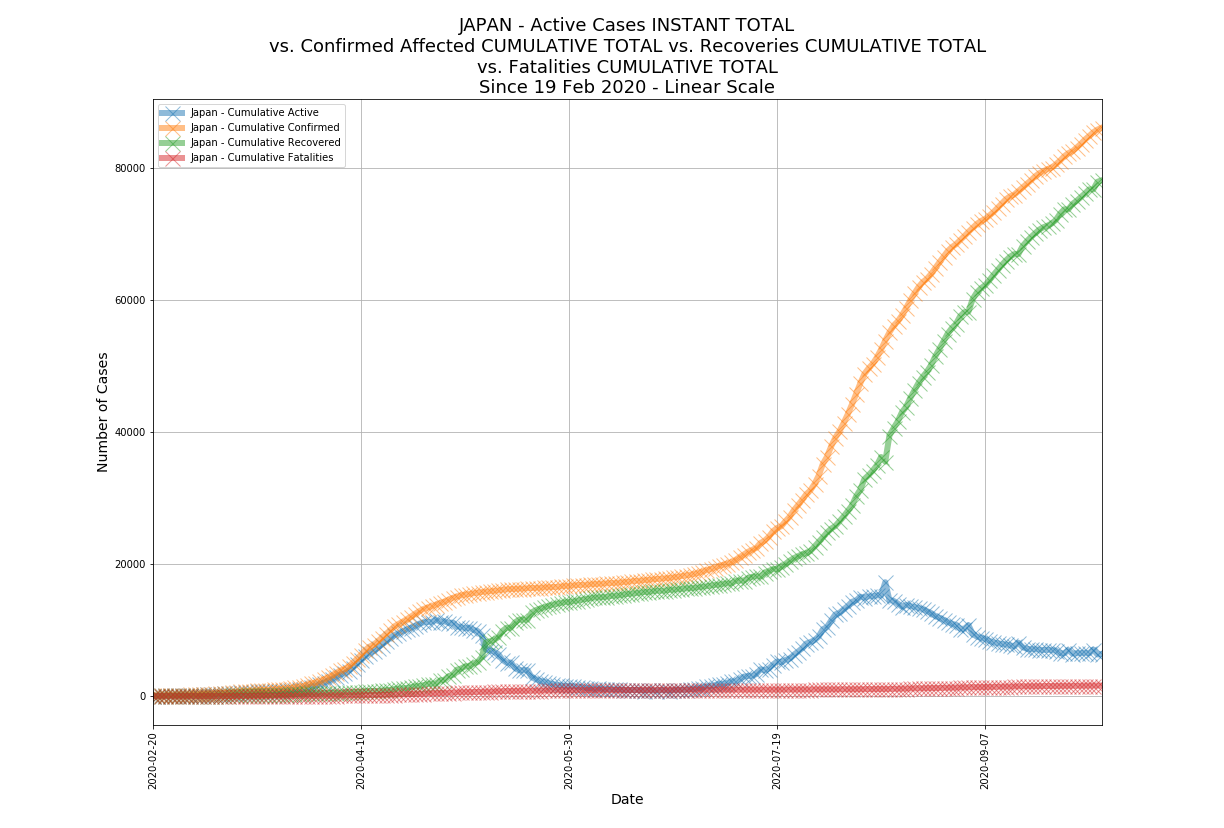 JAPAN - Active Cases INSTANT TOTAL
vs. Confirmed Affected CUMULATIVE TOTAL vs. Recoveries CUMULATIVE TOTAL
vs. Fatalities CUMULATIVE TOTAL
Since 19 Feb 2020 - Linear Scale
Japan - Cumulative Active
Japan - Cumulative Confirmed
Japan - Cumulative Recovered
Japan - Cumulative Fatalities
80000
60000
40000
20000
0
Number of Cases
2020-02-20
2020-04-10
2020-05-30
2020-07-19
2020-09-07
Date